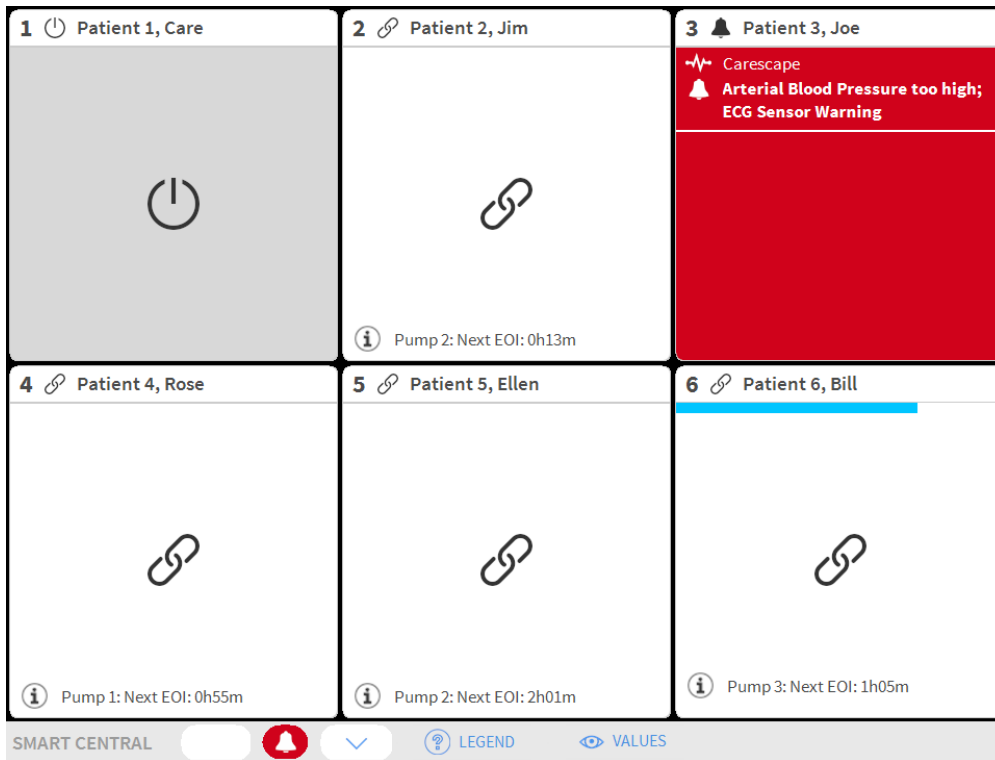 1 Patient 1, Care
2 Patient 2, Jim
3 Patient 3, Joe
Carescape
Arterial Blood Pressure too high;
ECG Sensor Warning
Pump 2: Next EOI: 0h13m
4 Patient 4, Rose
5 Patient 5, Ellen
6 Patient 6, Bill
Pump 1: Next EOI: 0h55m
Pump 2: Next EOI: 2h01m
Pump 3: Next EOI: 1h05m
SMART CENTRAL
LEGEND
VALUES